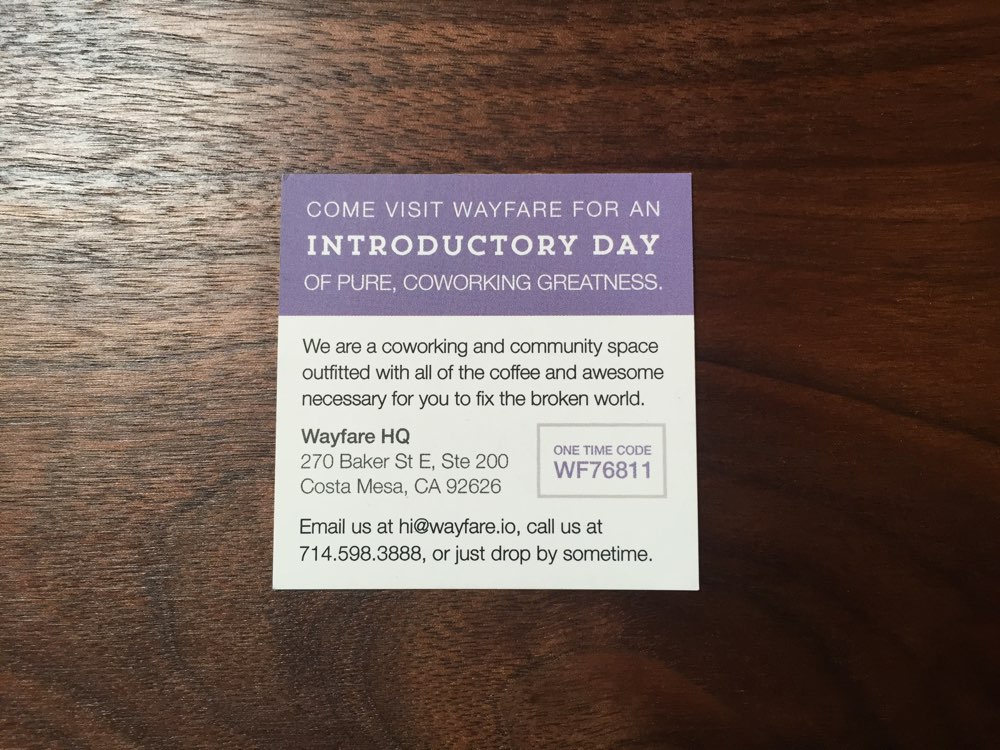 COME VISIT WAYFARE FOR AN
INTRODUCTORY DAY
OF PURE, COWORKING GREATNESS.
We are a coworking and community space
outfitted with all of the coffee and awesome
necessary for you to fix the broken world.
Wayfare HQ
270 Baker St E, Ste 200
Costa Mesa, CA 92626
ONE TIME CODE
WF76811
Email us at hi@wayfare.io, call us at
714.598.3888, or just drop by sometime.